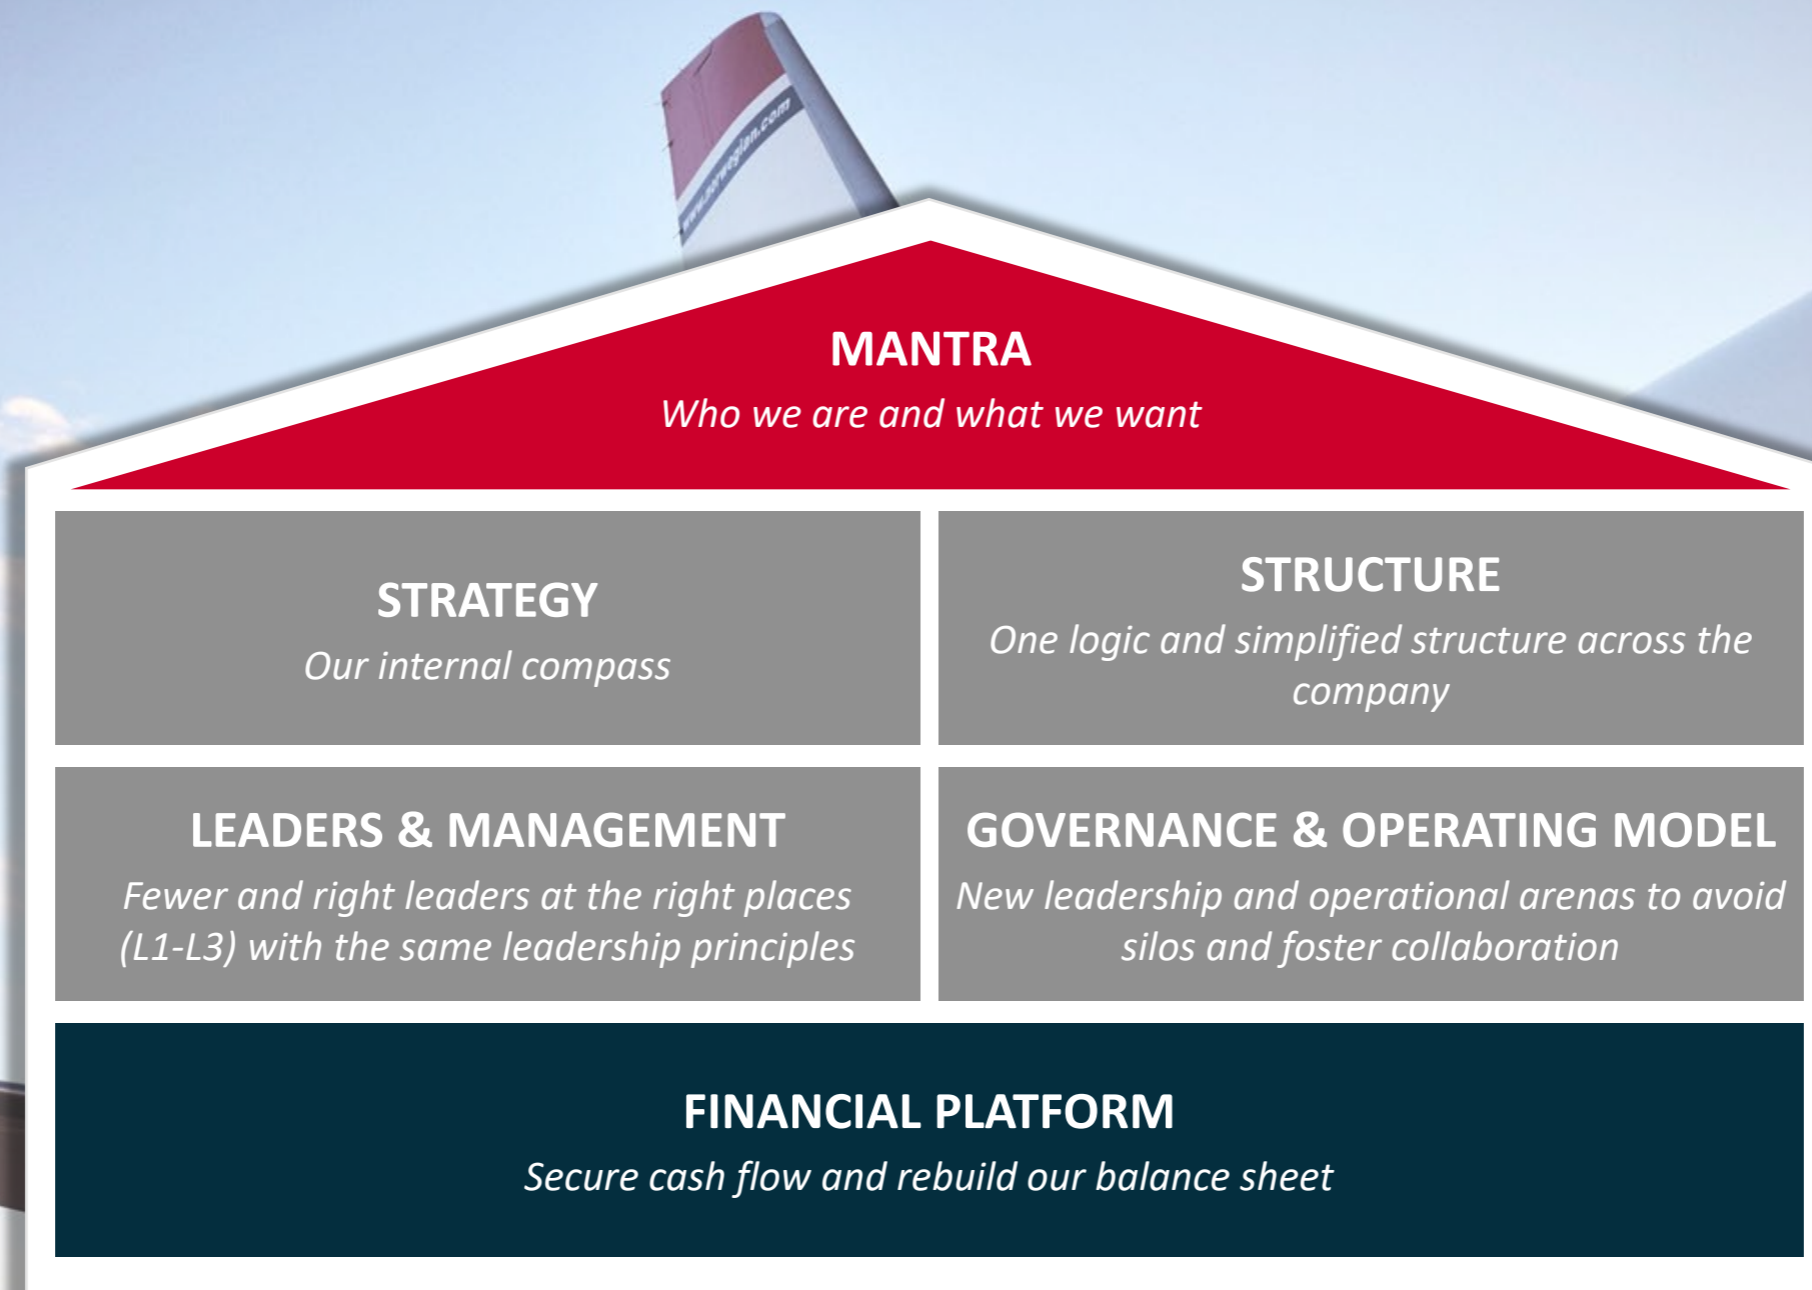 www.norwegian.com
MANTRA
Who we are and what we want
STRATEGY
Our internal compass
STRUCTURE
One logic and simplified structure across the
company
LEADERS & MANAGEMENT
Fewer and right leaders at the right places
(L1-L3) with the same leadership principles
GOVERNANCE & OPERATING MODEL
New leadership and operational arenas to avoid
silos and foster collaboration
FINANCIAL PLATFORM
Secure cash flow and rebuild our balance sheet